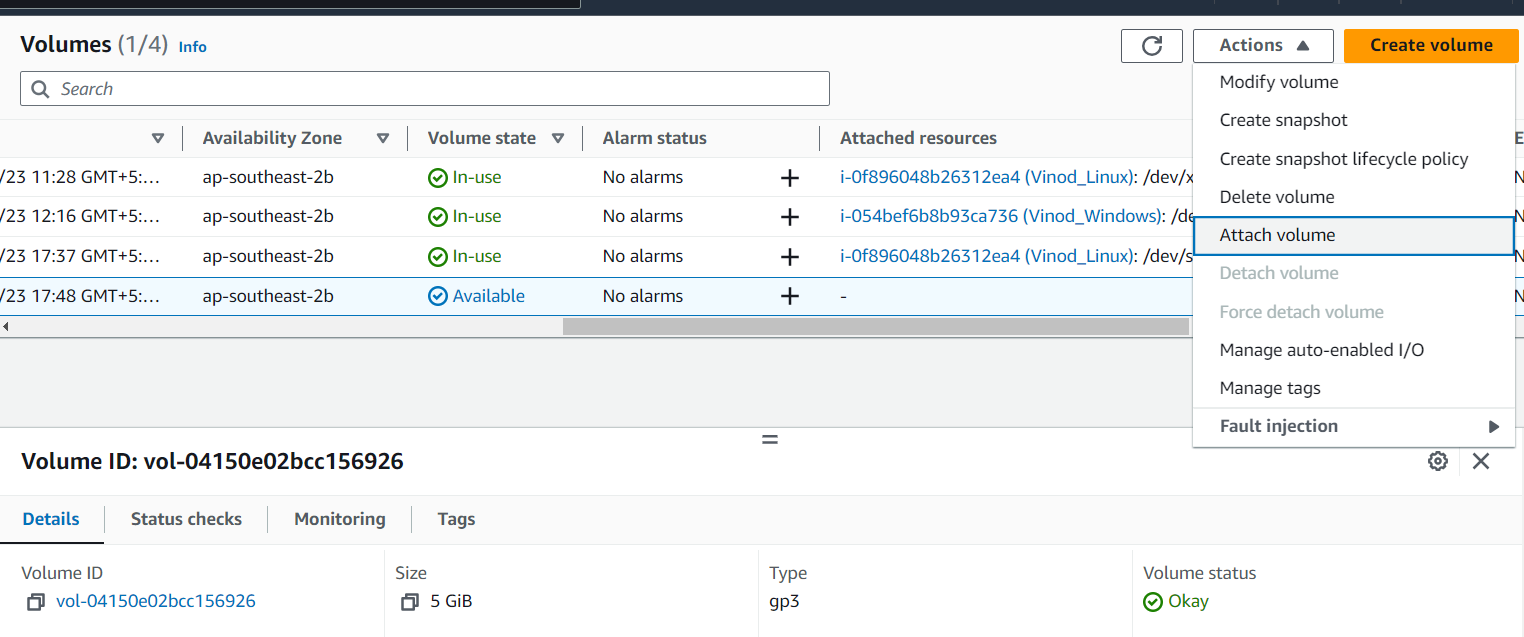 Volumes (1/4) Info
Actions
Create volume
Search
Modify volume
Create snapshot
Create snapshot lifecycle policy
Delete volume
Attach volume
Detach volume
Force detach volume
Manage auto-enabled I/O
Manage tags
Fault injection
Availability Zone Volume state Alarm status Attached resources
/23 11:28 GMT+5:... ap-southeast-2b In-use No alarms + i-0f896048b26312ea4 (Vinod_Linux): /dev/x
/23 12:16 GMT+5:... ap-southeast-2b In-use No alarms + i-054bef6b8b93ca736 (Vinod_Windows): /de
/23 17:37 GMT+5:... ap-southeast-2b In-use No alarms + i-0f896048b26312ea4 (Vinod_Linux): /dev/s
/23 17:48 GMT+5:... ap-southeast-2b Available No alarms + -
Volume ID: vol-04150e02bcc156926
Details Status checks Monitoring Tags
Volume ID Size Type Volume status
vol-04150e02bcc156926 5 GiB gp3 Okay